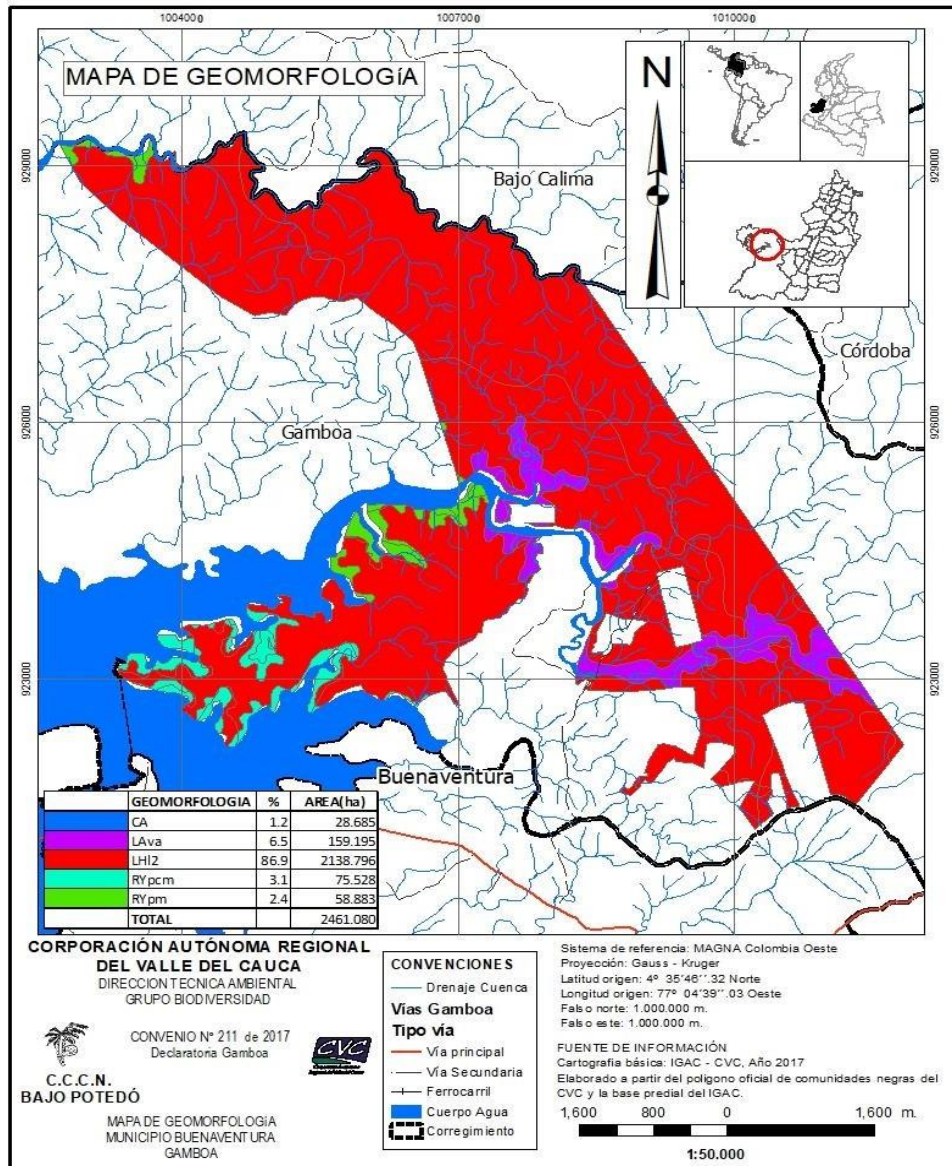 1004000 1007000 1010000
MAPA DE GEOMORFOLOGíA
N
929000
929000
Bajo Calima
Córdoba
926000
926000
Gamboa
923000
923000
Buenaventura
GEOMORFOLOGIA % AREA(ha)
CA 1.2 28.685
LAva 6.5 159.195
LHl2 86.9 2138.796
RYpcm 3.1 75.528
RYpm 2.4 58.883
TOTAL 2461.080
CORPORACIÓN AUTÓNOMA REGIONAL
DEL VALLE DEL CAUCA
DIRECCION TECNICA AMBIENTAL
GRUPO BIODIVERSIDAD
CONVENIO N° 211 de 2017
Declaratoria Gamboa
CVC
C.C.C.N.
BAJO POTEDÓ
MAPA DE GEOMORFOLOGIA
MUNICIPIO BUENAVENTURA
GAMBOA
CONVENCIONES
Drenaje Cuenca
Vías Gamboa
Tipo vía
Vía principal
Vía Secundaria
Ferrocarril
Cuerpo Agua
Corregimiento
Sistema de referencia: MAGNA Colombia Oeste
Proyección: Gauss - Kruger
Latitud origen: 4º 35'46''.32 Norte
Longitud origen: 77º 04'39''.03 Oeste
Falso norte: 1.000.000 m.
Falso este: 1.000.000 m.
FUENTE DE INFORMACIÓN
Cartografia básica: IGAC - CVC, Año 2017
Elaborado a partir del poligono oficial de comunidades negras del
CVC y la base predial del IGAC.
1,600 800 0 1,600 m.
1:50.000